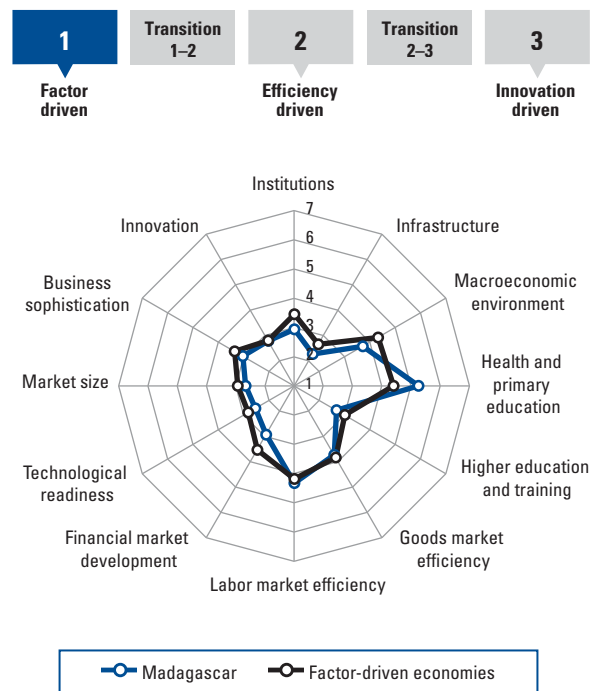 1
Transition
1–2
2
Transition
2–3
3
Factor
driven
Efficiency
driven
Innovation
driven
Institutions
7
Innovation
Infrastructure
6
5
Business
sophistication
Macroeconomic
environment
4
3
2
Market size
1
Health and
primary
education
Technological
readiness
Higher education
and training
Financial market
development
Goods market
efficiency
Labor market efficiency
Madagascar
Factor-driven economies